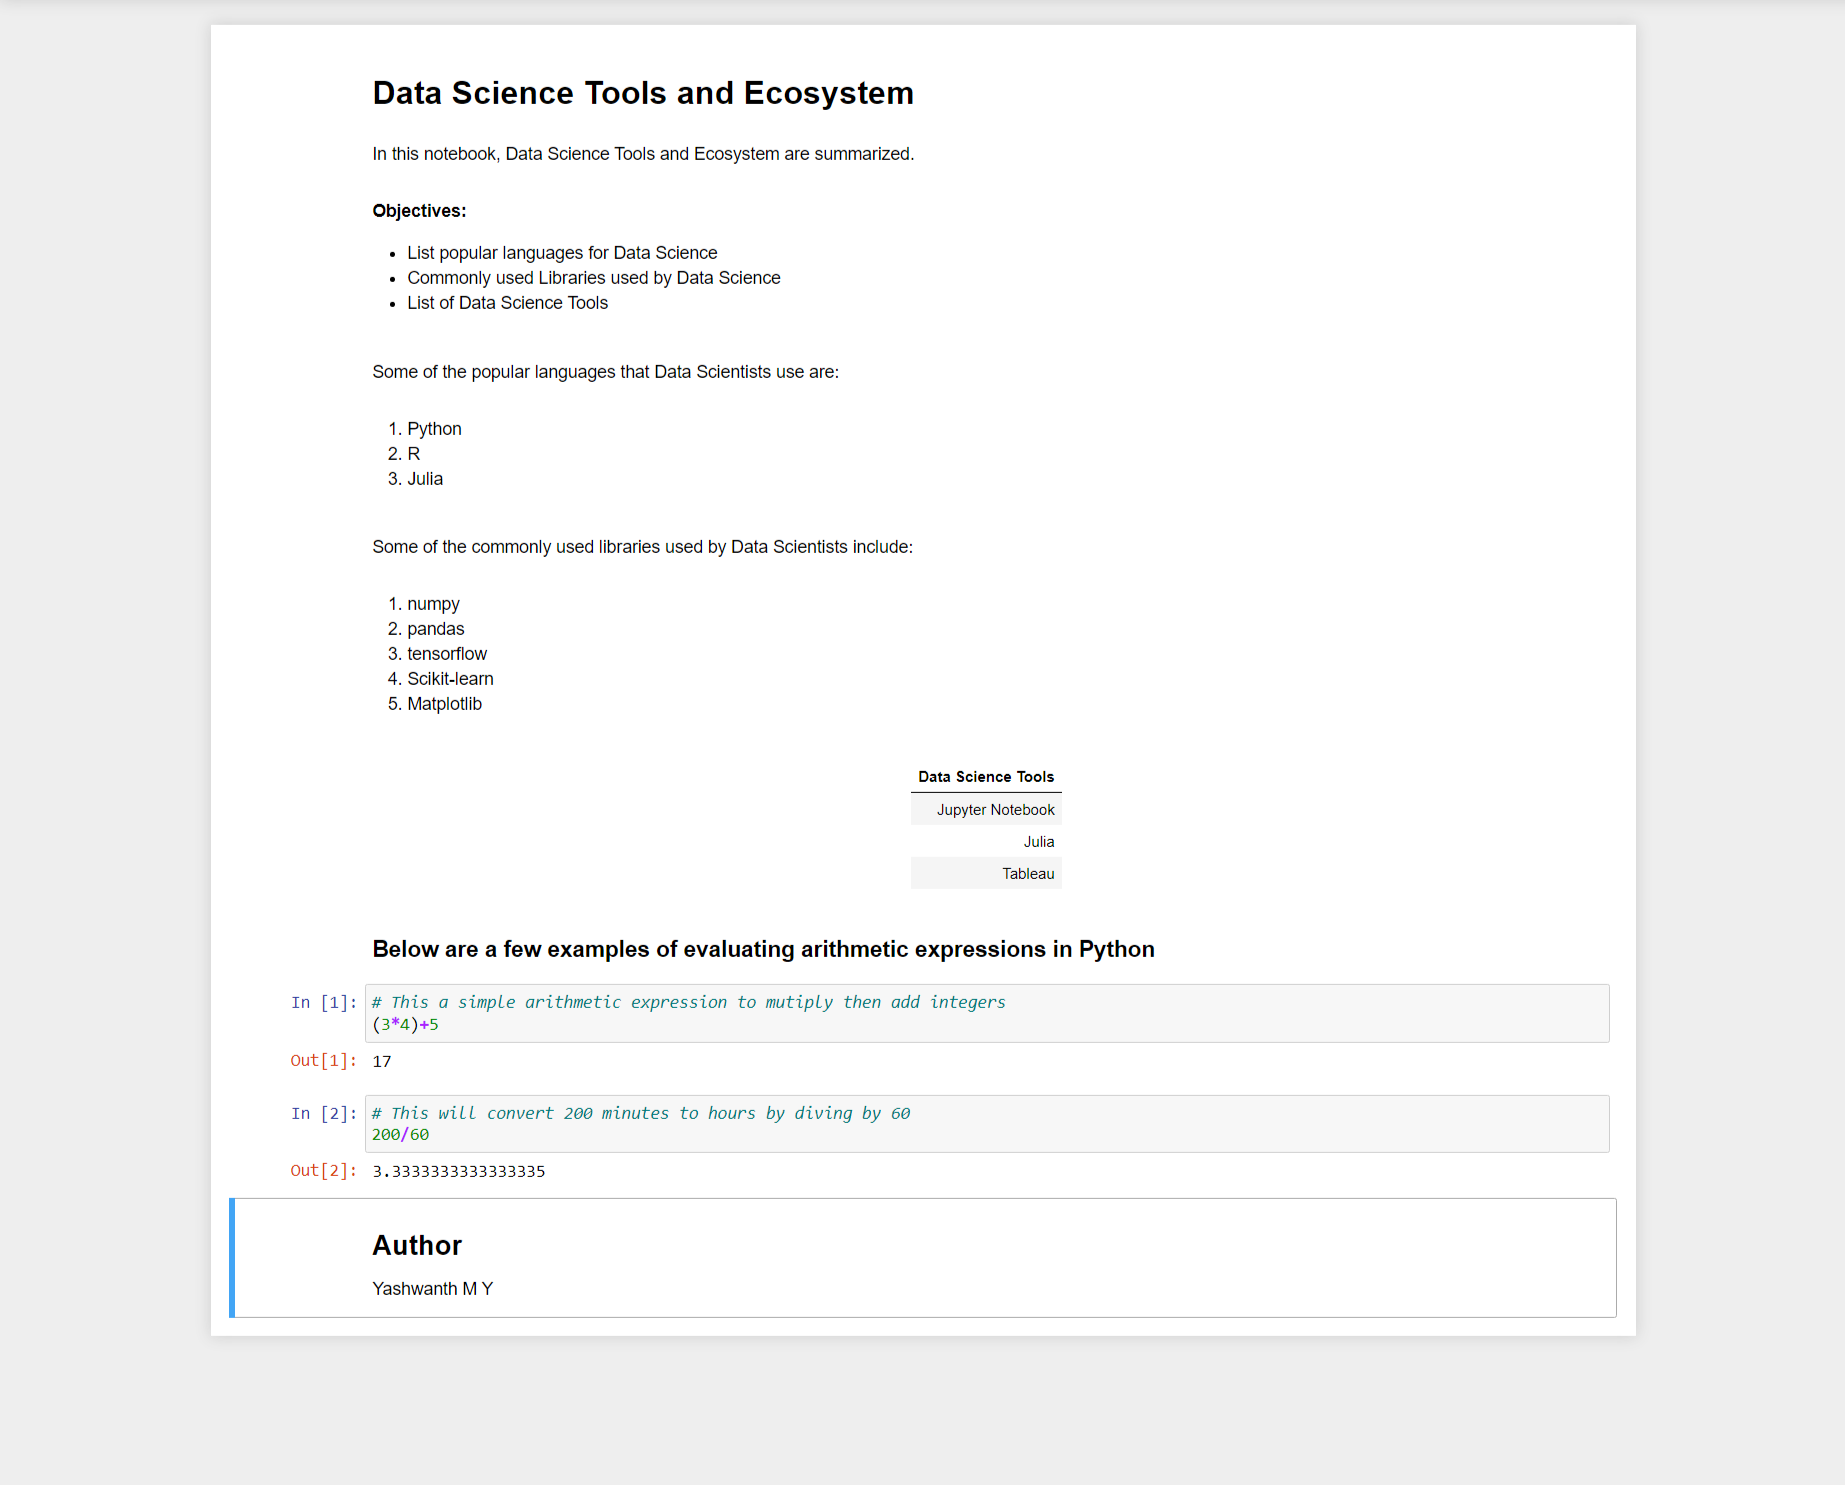 Data Science Tools and Ecosystem
In this notebook, Data Science Tools and Ecosystem are summarized.
Objectives:
• List popular languages for Data Science
• Commonly used Libraries used by Data Science
• List of Data Science Tools
Some of the popular languages that Data Scientists use are:
1. Python
2. R
3. Julia
Some of the commonly used libraries used by Data Scientists include:
1. numpy
2. pandas
3. tensorflow
4. Scikit-learn
5. Matplotlib
Data Science Tools
Jupyter Notebook
Julia
Tableau
Below are a few examples of evaluating arithmetic expressions in Python
In [1]: # This a simple arithmetic expression to mutiply then add integers
(3*4)+5
Out[1]: 17
In [2]: # This will convert 200 minutes to hours by diving by 60
200/60
Out[2]: 3.3333333333333335
Author
Yashwanth M Y